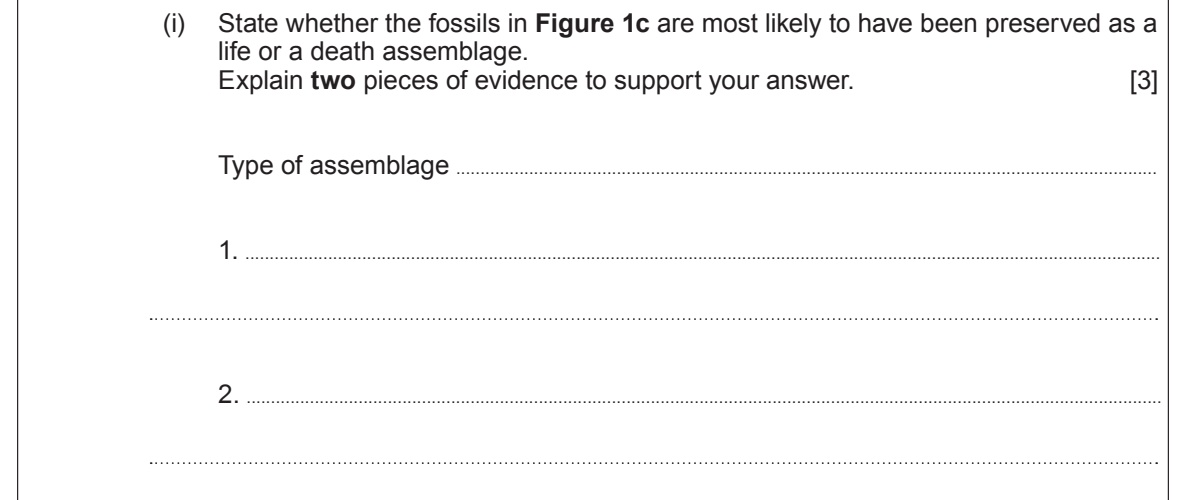 (i) State whether the fossils in Figure 1c are most likely to have been preserved as a
life or a death assemblage.
Explain two pieces of evidence to support your answer. [3]
Type of assemblage
1.
2.